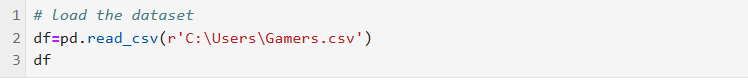 1 # load the dataset
2 df=pd.read_csv(r'C:\Users\Gamers.csv')
3 df